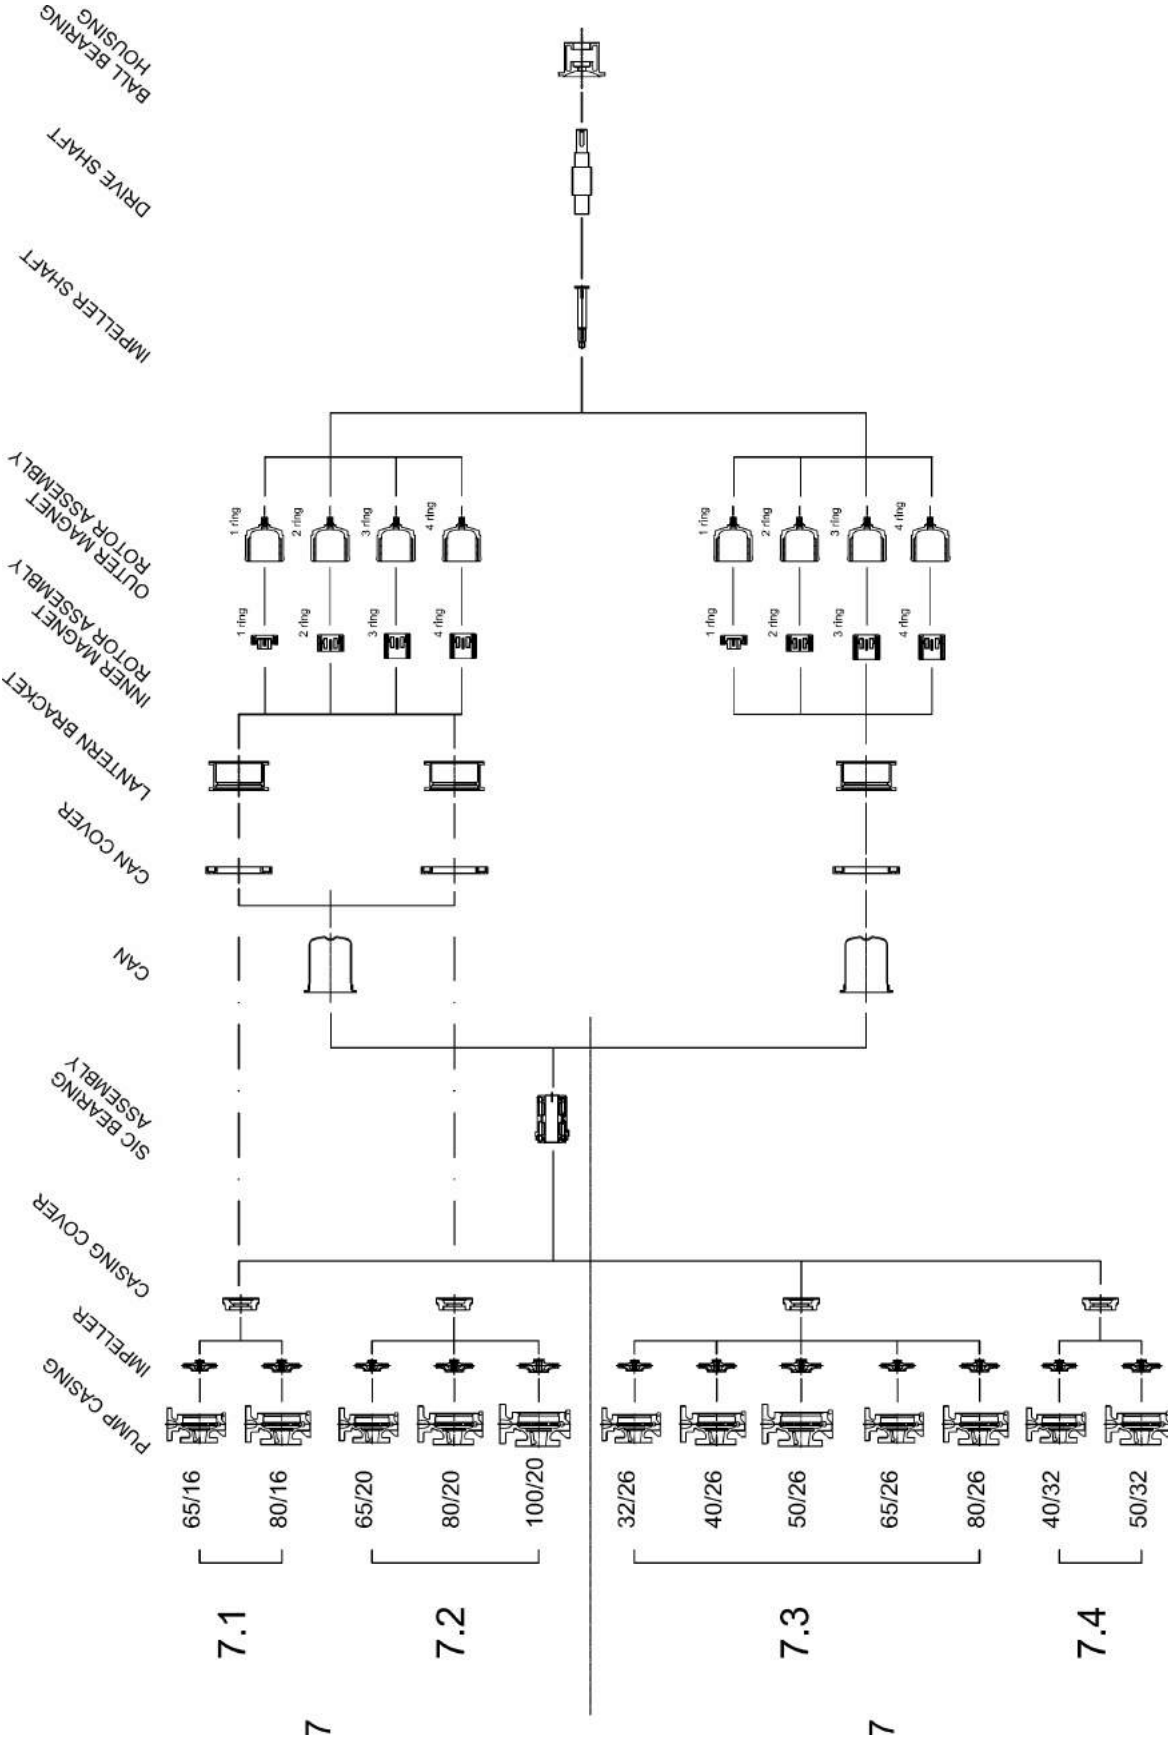 BALL BEARING
HOUSING
DRIVE SHAFT
IMPELLER SHAFT
OUTER MAGNET
ROTOR ASSEMBLY
1 ring
2 ring
3 ring
4 ring
1 ring
2 ring
3 ring
4 ring
INNER MAGNET
ROTOR ASSEMBLY
1 ring
2 ring
3 ring
4 ring
1 ring
2 ring
3 ring
4 ring
LANTERN BRACKET
CAN COVER
CAN
SIC BEARING
ASSEMBLY
CASING COVER
IMPELLER
PUMP CASING
65/16
80/16
65/20
80/20
100/20
32/26
40/26
50/26
65/26
80/26
40/32
50/32
7.1
7.2
7.3
7.4
7
7